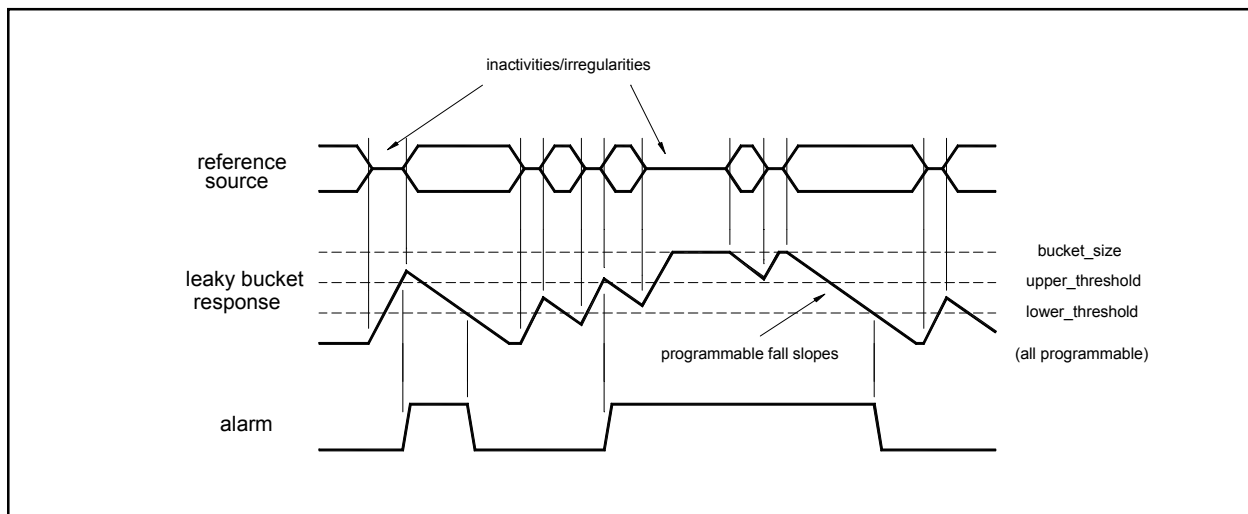 inactivities/irregularities
reference
source
bucket_size
leaky bucket
response
upper_threshold
lower_threshold
programmable fall slopes
(all programmable)
alarm